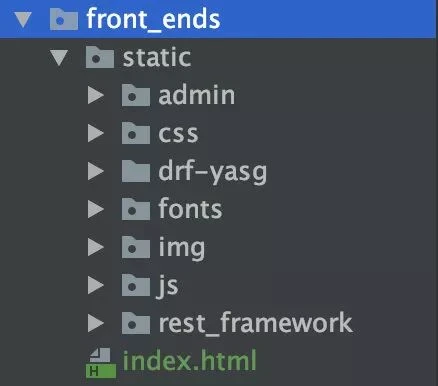 front_ends
static
admin
css
drf-yasg
fonts
img
js
rest_framework
H index.html